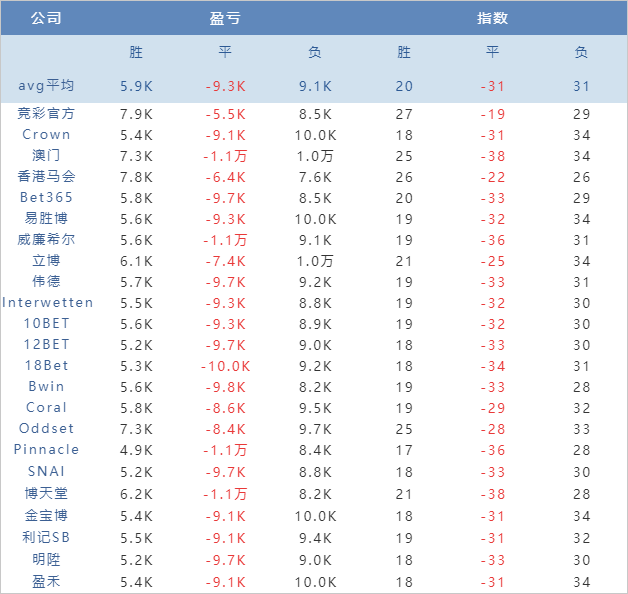 公司 盈亏 指数
胜 平 负 胜 平 负
avg平均 5.9K -9.3K 9.1K 20 -31 31
竞彩官方 7.9K -5.5K 8.5K 27 -19 29
Crown 5.4K -9.1K 10.0K 18 -31 34
澳门 7.3K -1.1万 1.0万 25 -38 34
香港马会 7.8K -6.4K 7.6K 26 -22 26
Bet365 5.8K -9.7K 8.5K 20 -33 29
易胜博 5.6K -9.3K 10.0K 19 -32 34
威廉希尔 5.6K -1.1万 9.1K 19 -36 31
立博 6.1K -7.4K 1.0万 21 -25 34
伟德 5.7K -9.7K 9.2K 19 -33 31
Interwetten 5.5K -9.3K 8.8K 19 -32 30
10BET 5.6K -9.3K 8.9K 19 -32 30
12BET 5.2K -9.7K 9.0K 18 -33 30
18Bet 5.3K -10.0K 9.2K 18 -34 31
Bwin 5.6K -9.8K 8.2K 19 -33 28
Coral 5.8K -8.6K 9.5K 19 -29 32
Oddset 7.3K -8.4K 9.7K 25 -28 33
Pinnacle 4.9K -1.1万 8.4K 17 -36 28
SNAI 5.2K -9.7K 8.8K 18 -33 30
博天堂 6.2K -1.1万 8.2K 21 -38 28
金宝博 5.4K -9.1K 10.0K 18 -31 34
利记SB 5.5K -9.1K 9.4K 19 -31 32
明陞 5.2K -9.7K 9.0K 18 -33 30
盈禾 5.4K -9.1K 10.0K 18 -31 34